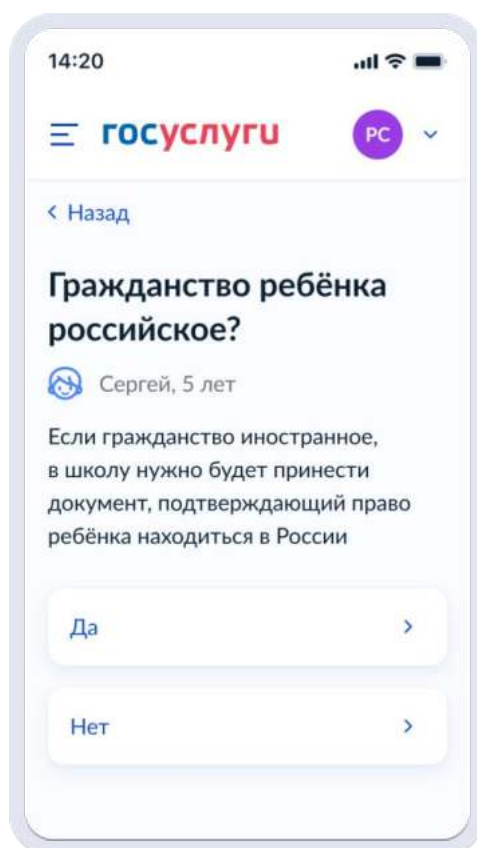 14:20
госуслуги
РС
Назад
Гражданство ребёнка
российское?
Сергей, 5 лет
Если гражданство иностранное,
в школу нужно будет принести
документ, подтверждающий право
ребёнка находиться в России
Да
Нет